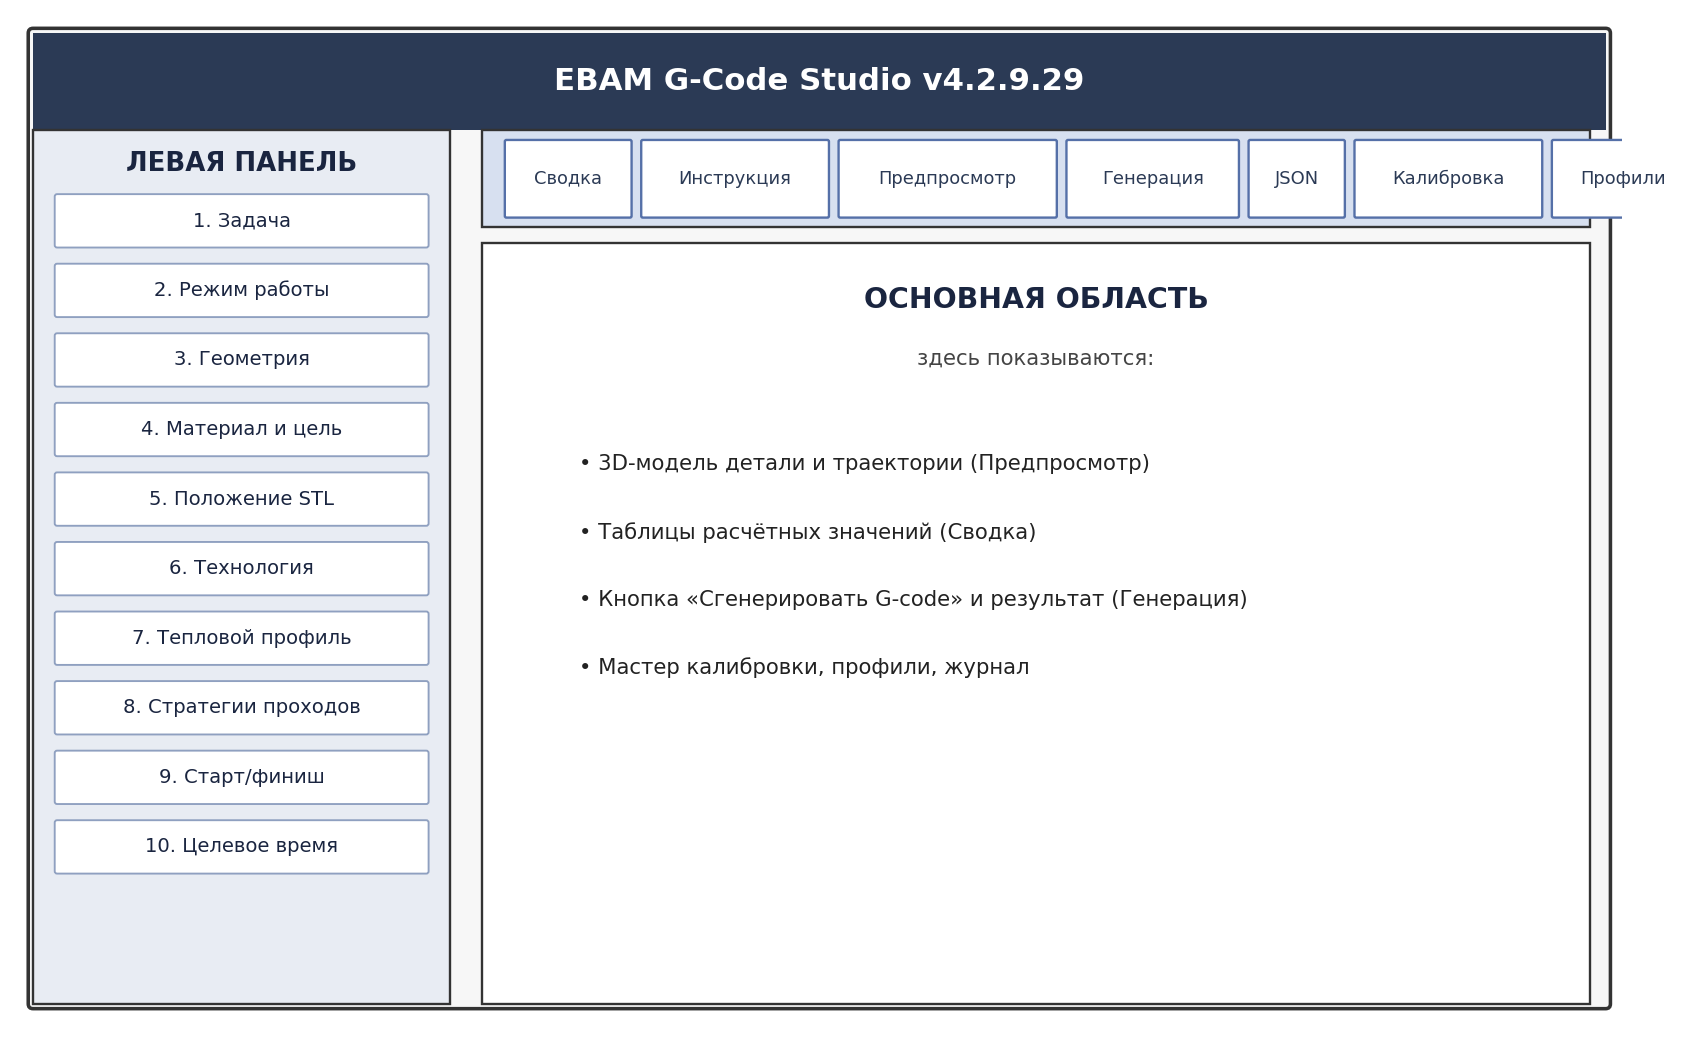 EBAM G-Code Studio v4.2.9.29
ЛЕВАЯ ПАНЕЛЬ
1. Задача
2. Режим работы
3. Геометрия
4. Материал и цель
5. Положение STL
6. Технология
7. Тепловой профиль
8. Стратегии проходов
9. Старт/финиш
10. Целевое время
Сводка
Инструкция
Предпросмотр
Генерация
JSON
Калибровка
Профили
ОСНОВНАЯ ОБЛАСТЬ
здесь показываются:
• 3D-модель детали и траектории (Предпросмотр)
• Таблицы расчётных значений (Сводка)
• Кнопка «Сгенерировать G-code» и результат (Генерация)
• Мастер калибровки, профили, журнал